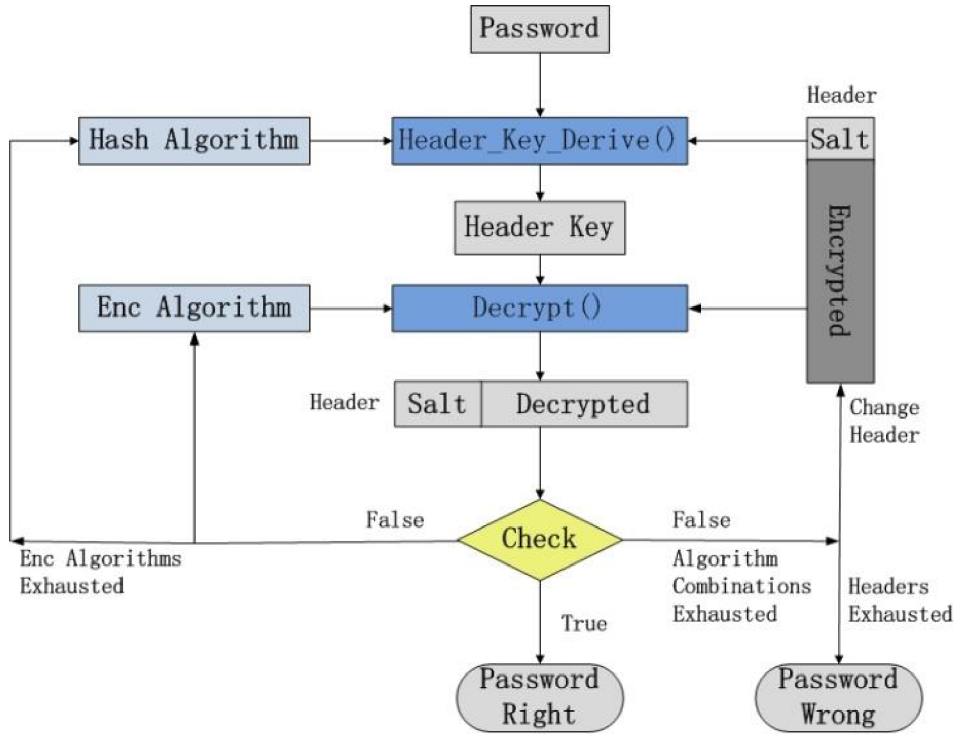 Password
Header
Hash Algorithm
Header_Key_Derive()
Salt
Header Key
Encrypted
Enc Algorithm
Decrypt()
Header
Salt
Decrypted
Change
Header
False
Check
False
Enc Algorithms
Exhausted
Algorithm
Combinations
Exhausted
Headers
Exhausted
True
Password
Right
Password
Wrong